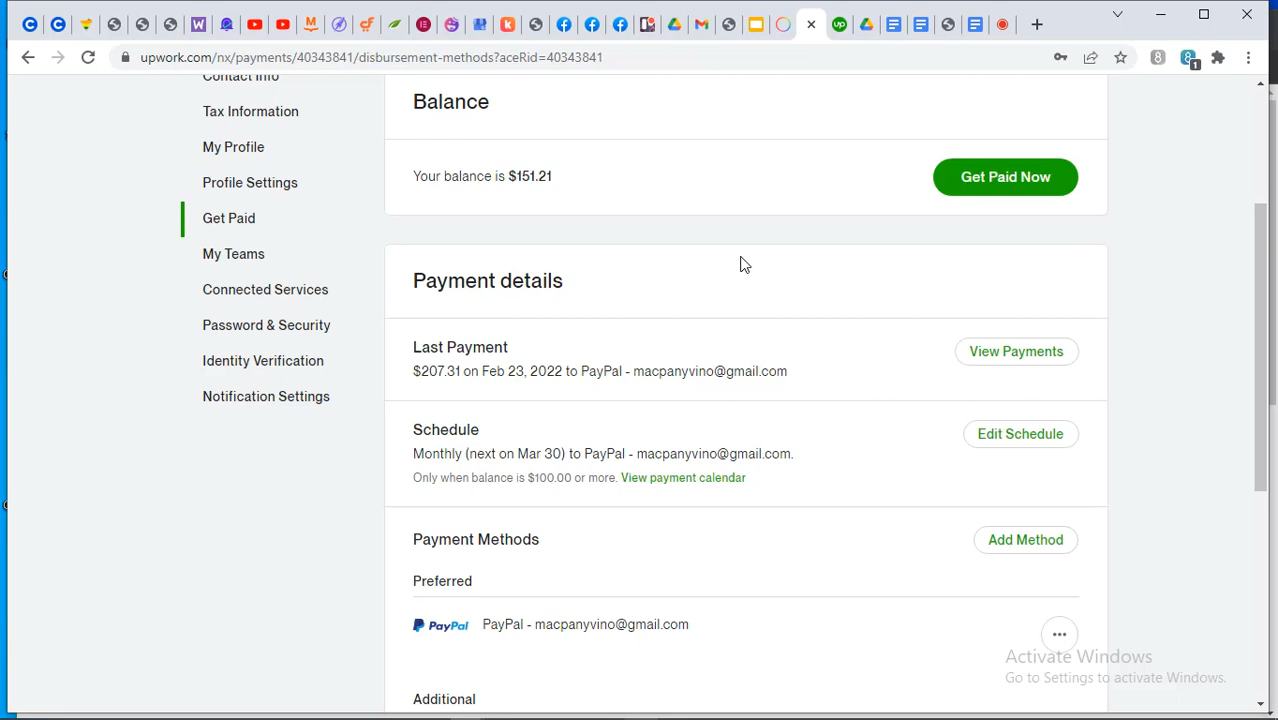 upwork.com/nx/payments/40343841/disbursement-methods?aceRid=40343841
1
Contact Info
Tax Information
My Profile
Profile Settings
Get Paid
My Teams
Connected Services
Password & Security
Identity Verification
Notification Settings
Balance
Your balance is $151.21
Get Paid Now
Payment details
Last Payment
$207.31 on Feb 23, 2022 to PayPal - macpanyvino@gmail.com
View Payments
Schedule
Monthly (next on Mar 30) to PayPal - macpanyvino@gmail.com.
Only when balance is $100.00 or more. View payment calendar
Edit Schedule
Payment Methods
Add Method
Preferred
PayPal PayPal - macpanyvino@gmail.com
Additional
Activate Windows
Go to Settings to activate Windows.